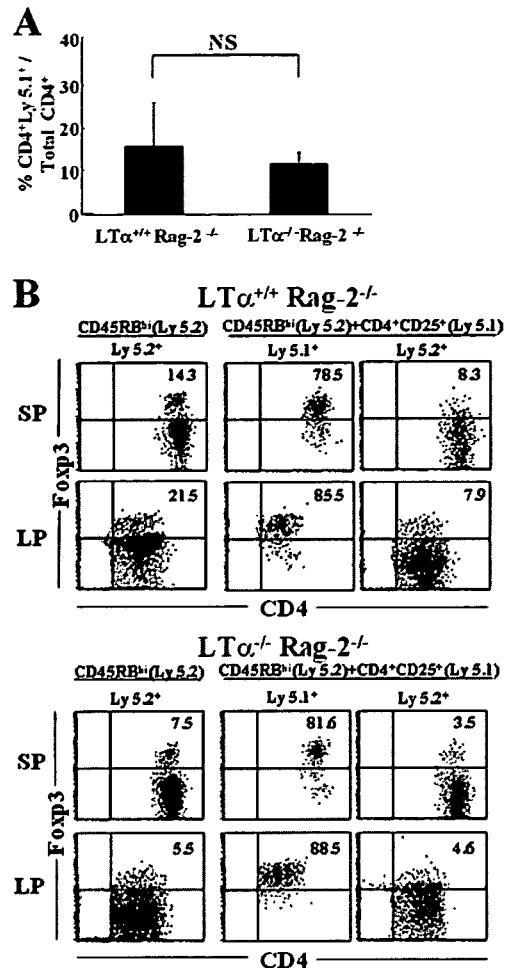 A
NS
% CD4⁺Ly 5.1⁺ /
Total CD4⁺
40
30
20
10
0
LTα⁺/⁺ Rag-2 ⁻/⁻
LTα⁻/⁻Rag-2 ⁻/⁻
B
LTα⁺/⁺ Rag-2⁻/⁻
CD45RBʰⁱ(Ly 5.2)
CD45RBʰⁱ(Ly 5.2)+CD4⁺CD25⁺(Ly 5.1)
Ly 5.2⁺
Ly 5.1⁺
Ly 5.2⁺
SP
14.3
78.5
8.3
Foxp3
LP
21.5
85.5
7.9
CD4
LTα⁻/⁻ Rag-2⁻/⁻
CD45RBʰⁱ(Ly 5.2)
CD45RBʰⁱ(Ly 5.2)+CD4⁺CD25⁺(Ly 5.1)
Ly 5.2⁺
Ly 5.1⁺
Ly 5.2⁺
SP
7.5
81.6
3.5
Foxp3
LP
5.5
88.5
4.6
CD4